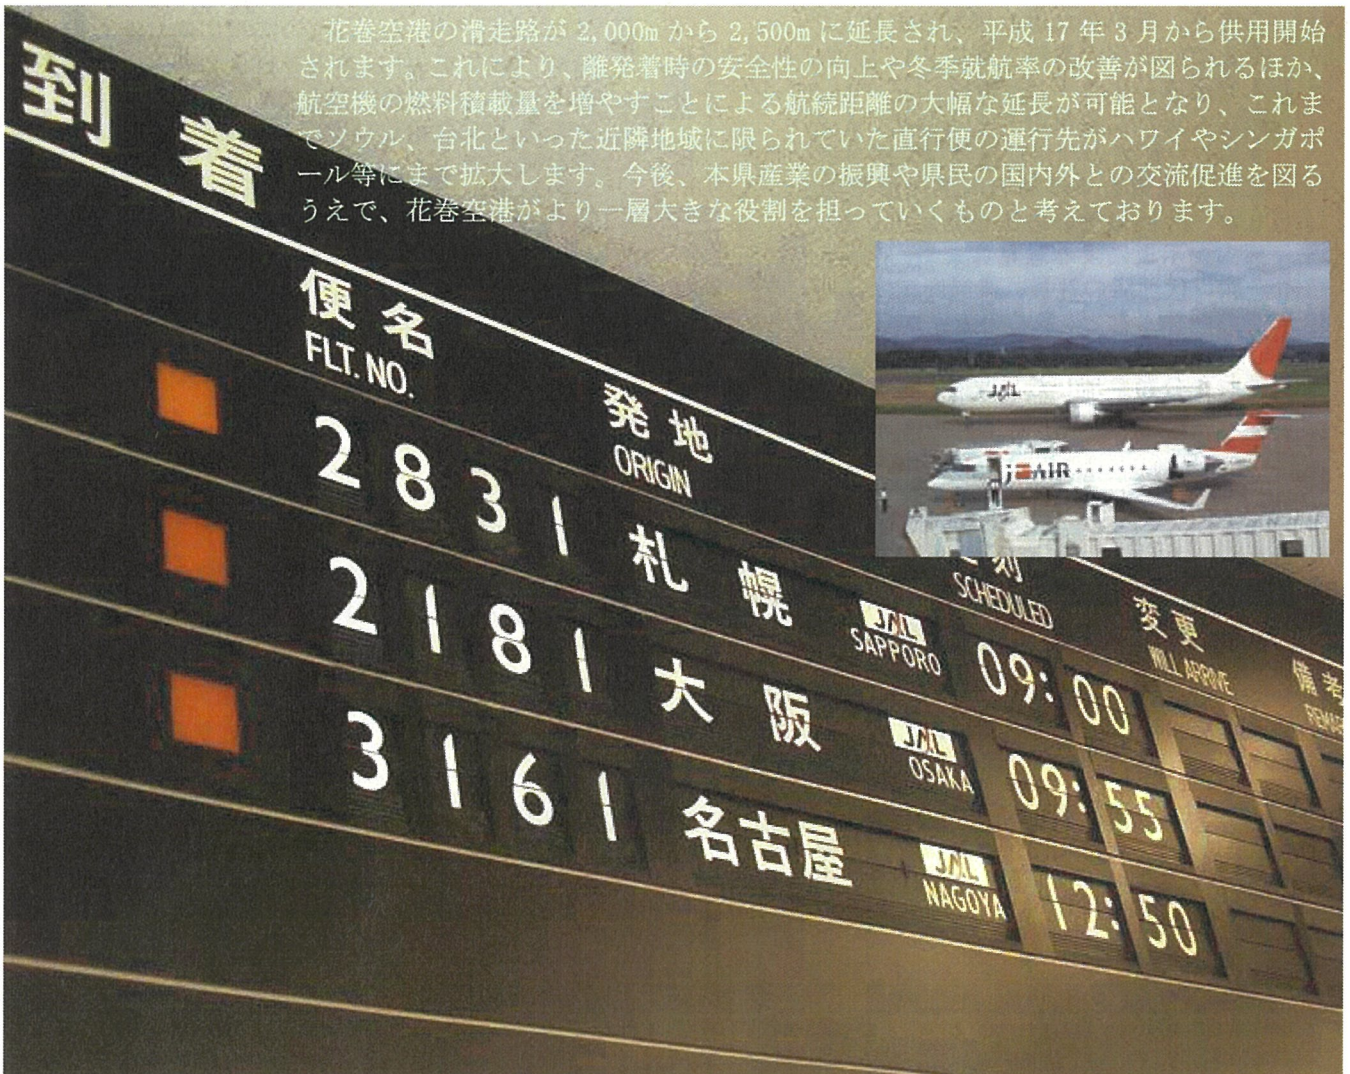 花巻空港の滑走路が 2,000m から 2,500m に延長され、平成 17 年 3 月から供用開始
されます。これにより、離発着時の安全性の向上や冬季就航率の改善が図られるほか、
航空機の燃料積載量を増やすことによる航続距離の大幅な延長が可能となり、これま
でソウル、台北といった近隣地域に限られていた直行便の運行先がハワイやシンガポ
ール等にまで拡大します。今後、本県産業の振興や県民の国内外との交流促進を図る
うえで、花巻空港がより一層大きな役割を担っていくものと考えております。
到着
便名 発地 刻 変更 備考
FLT. NO. ORIGIN SCHEDULED WILL ARRIVE
2831 札幌 JAL SAPPORO 09:00
2181 大阪 JAL OSAKA 09:55
3161 名古屋 JAL NAGOYA 12:50
JAL
J AIR